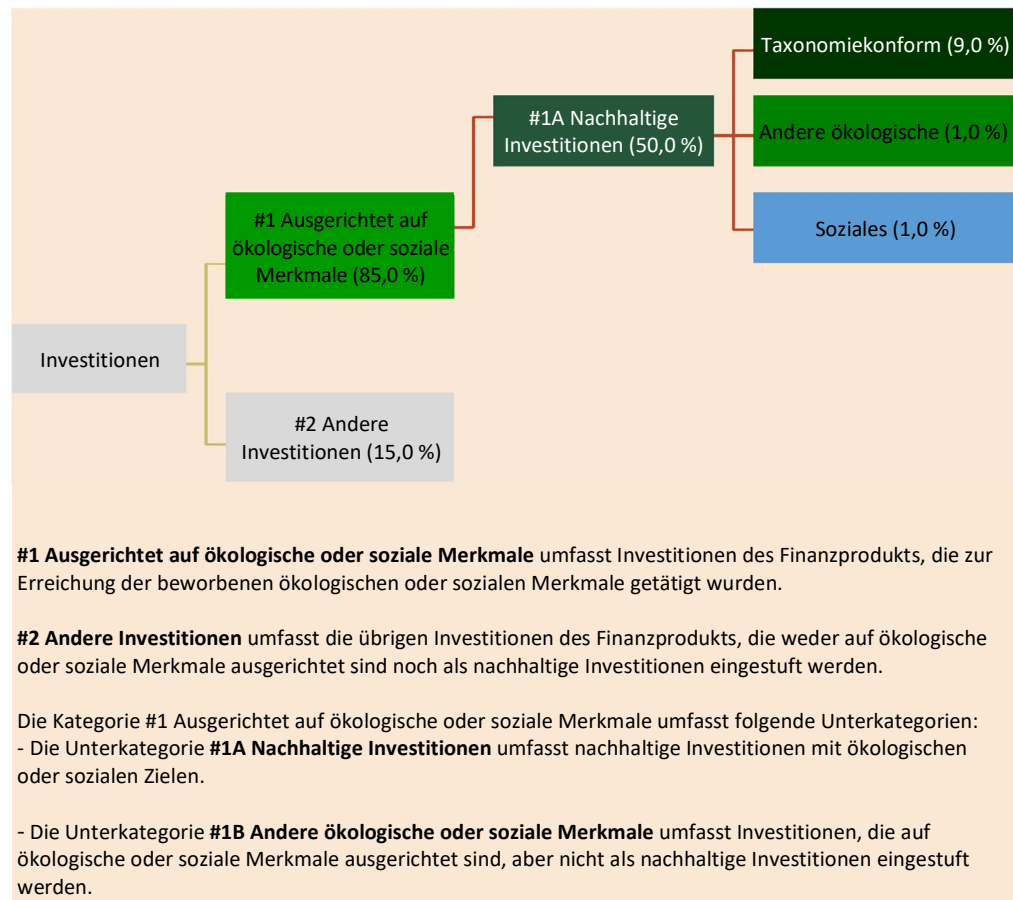 Taxonomiekonform (9,0 %)
#1A Nachhaltige
Investitionen (50,0 %)
Andere ökologische (1,0 %)
#1 Ausgerichtet auf
ökologische oder soziale
Merkmale (85,0 %)
Soziales (1,0 %)
Investitionen
#2 Andere
Investitionen (15,0 %)
#1 Ausgerichtet auf ökologische oder soziale Merkmale umfasst Investitionen des Finanzprodukts, die zur
Erreichung der beworbenen ökologischen oder sozialen Merkmale getätigt wurden.
#2 Andere Investitionen umfasst die übrigen Investitionen des Finanzprodukts, die weder auf ökologische
oder soziale Merkmale ausgerichtet sind noch als nachhaltige Investitionen eingestuft werden.
Die Kategorie #1 Ausgerichtet auf ökologische oder soziale Merkmale umfasst folgende Unterkategorien:
- Die Unterkategorie #1A Nachhaltige Investitionen umfasst nachhaltige Investitionen mit ökologischen
oder sozialen Zielen.
- Die Unterkategorie #1B Andere ökologische oder soziale Merkmale umfasst Investitionen, die auf
ökologische oder soziale Merkmale ausgerichtet sind, aber nicht als nachhaltige Investitionen eingestuft
werden.